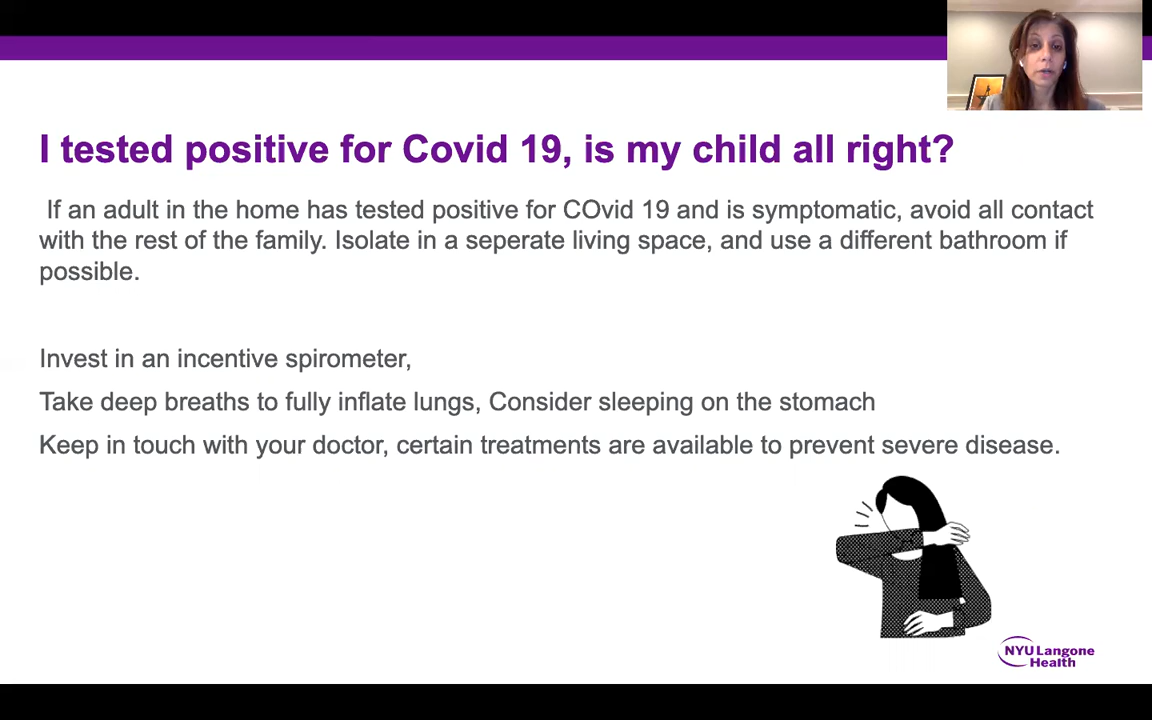 I tested positive for Covid 19, is my child all right?
If an adult in the home has tested positive for COvid 19 and is symptomatic, avoid all contact
with the rest of the family. Isolate in a seperate living space, and use a different bathroom if
possible.
Invest in an incentive spirometer,
Take deep breaths to fully inflate lungs, Consider sleeping on the stomach
Keep in touch with your doctor, certain treatments are available to prevent severe disease.
NYU Langone
Health